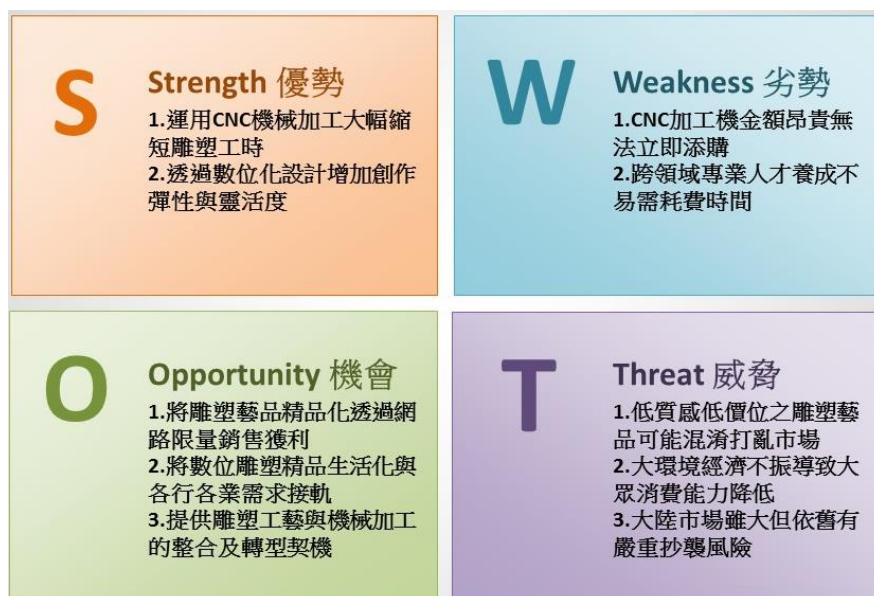 S
Strength 優勢
1.運用CNC機械加工大幅縮
短雕塑工時
2.透過數位化設計增加創作
彈性與靈活度
W
Weakness 劣勢
1.CNC加工機金額昂貴無
法立即添購
2.跨領域專業人才養成不
易需耗費時間
O
Opportunity 機會
1.將雕塑藝品精品化透過網
路限量銷售獲利
2.將數位雕塑精品生活化與
各行各業需求接軌
3.提供雕塑工藝與機械加工
的整合及轉型契機
T
Threat 威脅
1.低質感低價位之雕塑藝
品可能混淆打亂市場
2.大環境經濟不振導致大
眾消費能力降低
3.大陸市場雖大但依舊有
嚴重抄襲風險